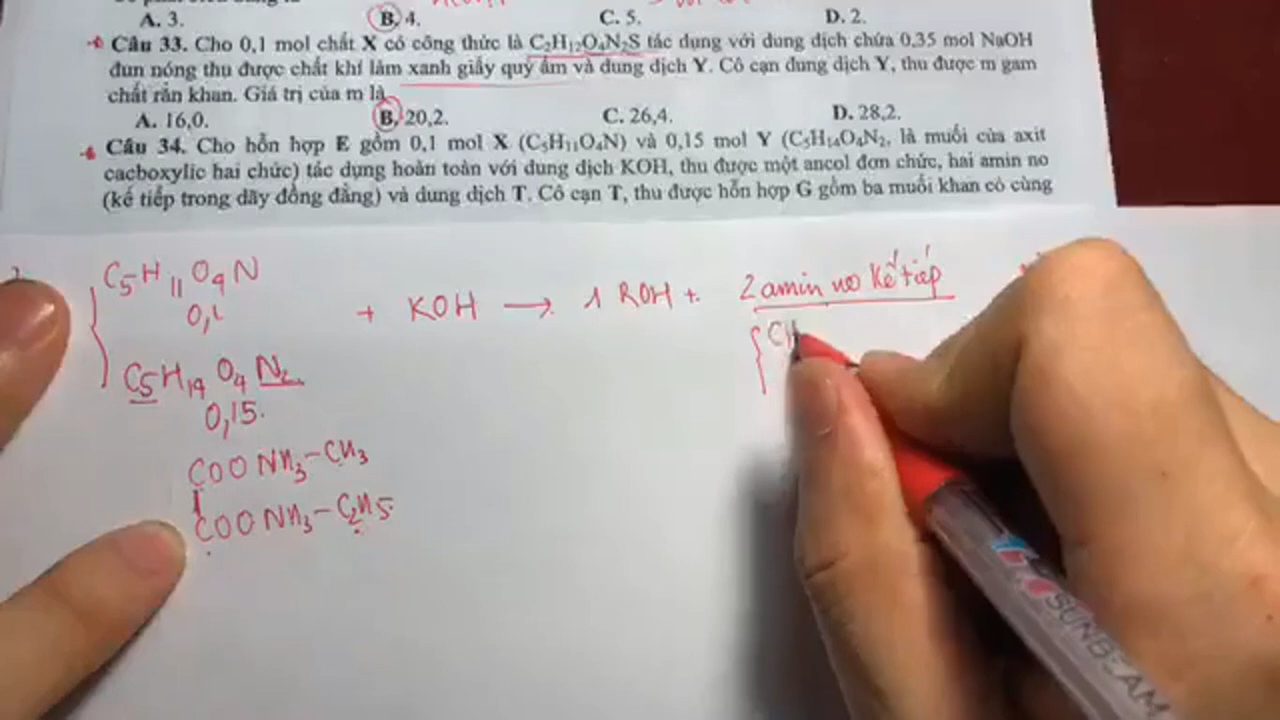 A. 3. B. 4. C. 5. D. 2.
Câu 33. Cho 0,1 mol chất X có công thức là C₂H₁₂O₄N₂S tác dụng với dung dịch chứa 0,35 mol NaOH
đun nóng thu được chất khí làm xanh giấy quỳ ẩm và dung dịch Y. Cô cạn dung dịch Y, thu được m gam
chất rắn khan. Giá trị của m là
A. 16,0. B. 20,2. C. 26,4. D. 28,2.
Câu 34. Cho hỗn hợp E gồm 0,1 mol X (C₅H₁₁O₄N) và 0,15 mol Y (C₅H₁₄O₄N₂, là muối của axit
cacboxylic hai chức) tác dụng hoàn toàn với dung dịch KOH, thu được một ancol đơn chức, hai amin no
(kế tiếp trong dãy đồng đẳng) và dung dịch T. Cô cạn T, thu được hỗn hợp G gồm ba muối khan có cùng
C₅H₁₁O₄N
0,1
+ KOH → 1 ROH + 2 amin no kế tiếp
C₅H₁₄O₄N₂
0,15.
COONH₃-CH₃
COONH₃-C₂H₅
SUNBEAM